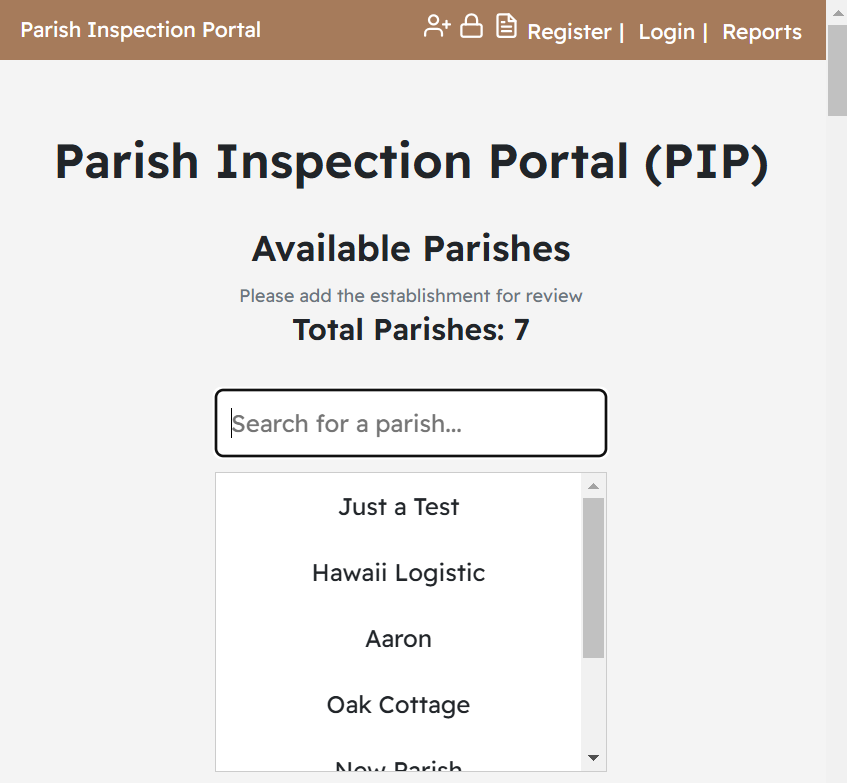 Parish Inspection Portal Register | Login | Reports
Parish Inspection Portal (PIP)
Available Parishes
Please add the establishment for review
Total Parishes: 7
Search for a parish...
Just a Test
Hawaii Logistic
Aaron
Oak Cottage
New Parish